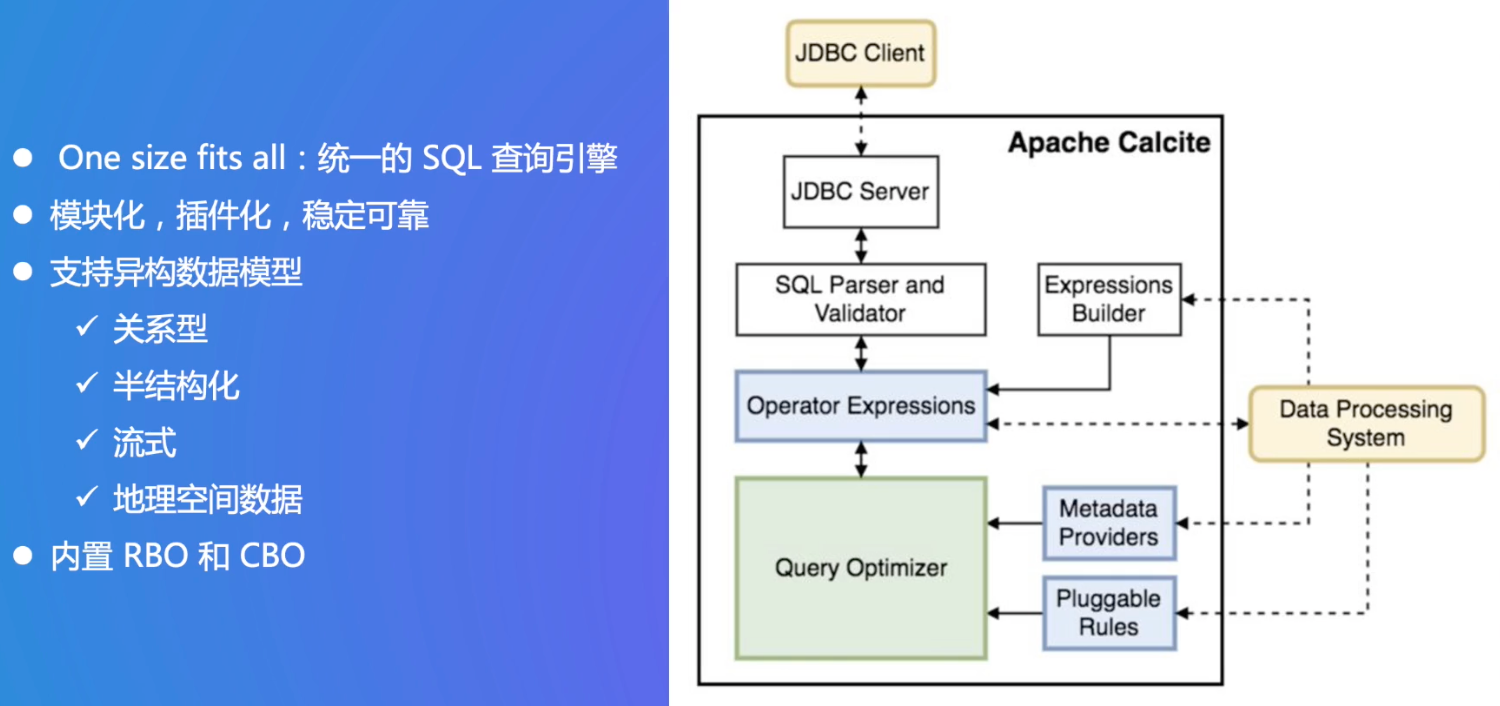 One size fits all：统一的 SQL 查询引擎
模块化，插件化，稳定可靠
支持异构数据模型
关系型
半结构化
流式
地理空间数据
内置 RBO 和 CBO
JDBC Client
Apache Calcite
JDBC Server
SQL Parser and
Validator
Expressions
Builder
Operator Expressions
Data Processing
System
Query Optimizer
Metadata
Providers
Pluggable
Rules